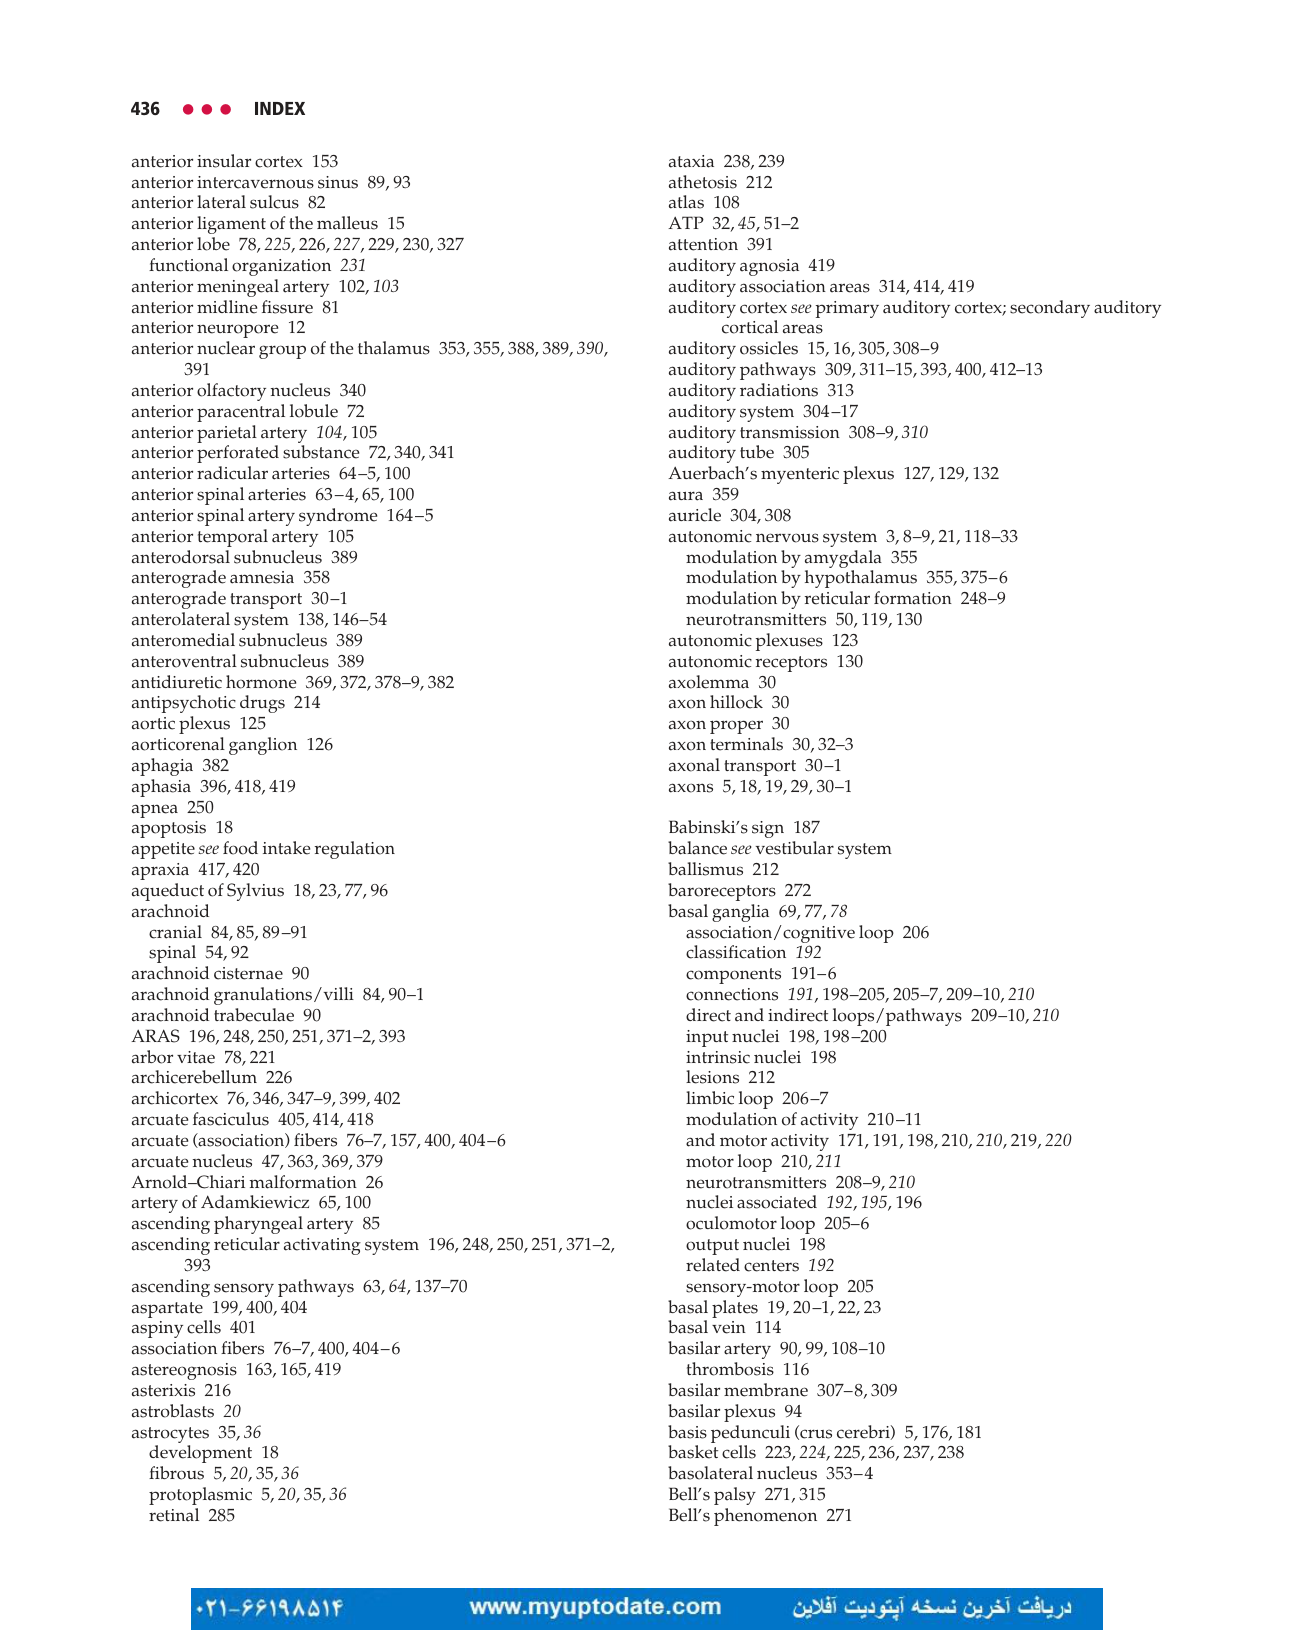 436 ● ● ● INDEX
anterior insular cortex 153
anterior intercavernous sinus 89, 93
anterior lateral sulcus 82
anterior ligament of the malleus 15
anterior lobe 78, 225, 226, 227, 229, 230, 327
functional organization 231
anterior meningeal artery 102, 103
anterior midline fissure 81
anterior neuropore 12
anterior nuclear group of the thalamus 353, 355, 388, 389, 390,
391
anterior olfactory nucleus 340
anterior paracentral lobule 72
anterior parietal artery 104, 105
anterior perforated substance 72, 340, 341
anterior radicular arteries 64–5, 100
anterior spinal arteries 63–4, 65, 100
anterior spinal artery syndrome 164–5
anterior temporal artery 105
anterodorsal subnucleus 389
anterograde amnesia 358
anterograde transport 30–1
anterolateral system 138, 146–54
anteromedial subnucleus 389
anteroventral subnucleus 389
antidiuretic hormone 369, 372, 378–9, 382
antipsychotic drugs 214
aortic plexus 125
aorticorenal ganglion 126
aphagia 382
aphasia 396, 418, 419
apnea 250
apoptosis 18
appetite see food intake regulation
apraxia 417, 420
aqueduct of Sylvius 18, 23, 77, 96
arachnoid
cranial 84, 85, 89–91
spinal 54, 92
arachnoid cisternae 90
arachnoid granulations/villi 84, 90–1
arachnoid trabeculae 90
ARAS 196, 248, 250, 251, 371–2, 393
arbor vitae 78, 221
archicerebellum 226
archicortex 76, 346, 347–9, 399, 402
arcuate fasciculus 405, 414, 418
arcuate (association) fibers 76–7, 157, 400, 404–6
arcuate nucleus 47, 363, 369, 379
Arnold–Chiari malformation 26
artery of Adamkiewicz 65, 100
ascending pharyngeal artery 85
ascending reticular activating system 196, 248, 250, 251, 371–2,
393
ascending sensory pathways 63, 64, 137–70
aspartate 199, 400, 404
aspiny cells 401
association fibers 76–7, 400, 404–6
astereognosis 163, 165, 419
asterixis 216
astroblasts 20
astrocytes 35, 36
development 18
fibrous 5, 20, 35, 36
protoplasmic 5, 20, 35, 36
retinal 285
ataxia 238, 239
athetosis 212
atlas 108
ATP 32, 45, 51–2
attention 391
auditory agnosia 419
auditory association areas 314, 414, 419
auditory cortex see primary auditory cortex; secondary auditory
cortical areas
auditory ossicles 15, 16, 305, 308–9
auditory pathways 309, 311–15, 393, 400, 412–13
auditory radiations 313
auditory system 304–17
auditory transmission 308–9, 310
auditory tube 305
Auerbach's myenteric plexus 127, 129, 132
aura 359
auricle 304, 308
autonomic nervous system 3, 8–9, 21, 118–33
modulation by amygdala 355
modulation by hypothalamus 355, 375–6
modulation by reticular formation 248–9
neurotransmitters 50, 119, 130
autonomic plexuses 123
autonomic receptors 130
axolemma 30
axon hillock 30
axon proper 30
axon terminals 30, 32–3
axonal transport 30–1
axons 5, 18, 19, 29, 30–1
Babinski's sign 187
balance see vestibular system
ballismus 212
baroreceptors 272
basal ganglia 69, 77, 78
association/cognitive loop 206
classification 192
components 191–6
connections 191, 198–205, 205–7, 209–10, 210
direct and indirect loops/pathways 209–10, 210
input nuclei 198, 198–200
intrinsic nuclei 198
lesions 212
limbic loop 206–7
modulation of activity 210–11
and motor activity 171, 191, 198, 210, 210, 219, 220
motor loop 210, 211
neurotransmitters 208–9, 210
nuclei associated 192, 195, 196
oculomotor loop 205–6
output nuclei 198
related centers 192
sensory-motor loop 205
basal plates 19, 20–1, 22, 23
basal vein 114
basilar artery 90, 99, 108–10
thrombosis 116
basilar membrane 307–8, 309
basilar plexus 94
basis pedunculi (crus cerebri) 5, 176, 181
basket cells 223, 224, 225, 236, 237, 238
basolateral nucleus 353–4
Bell's palsy 271, 315
Bell's phenomenon 271
۰۲۱-۶۶۱۹۸۵۱۴ www.myuptodate.com دریافت آخرین نسخه آپتودیت آفلاین